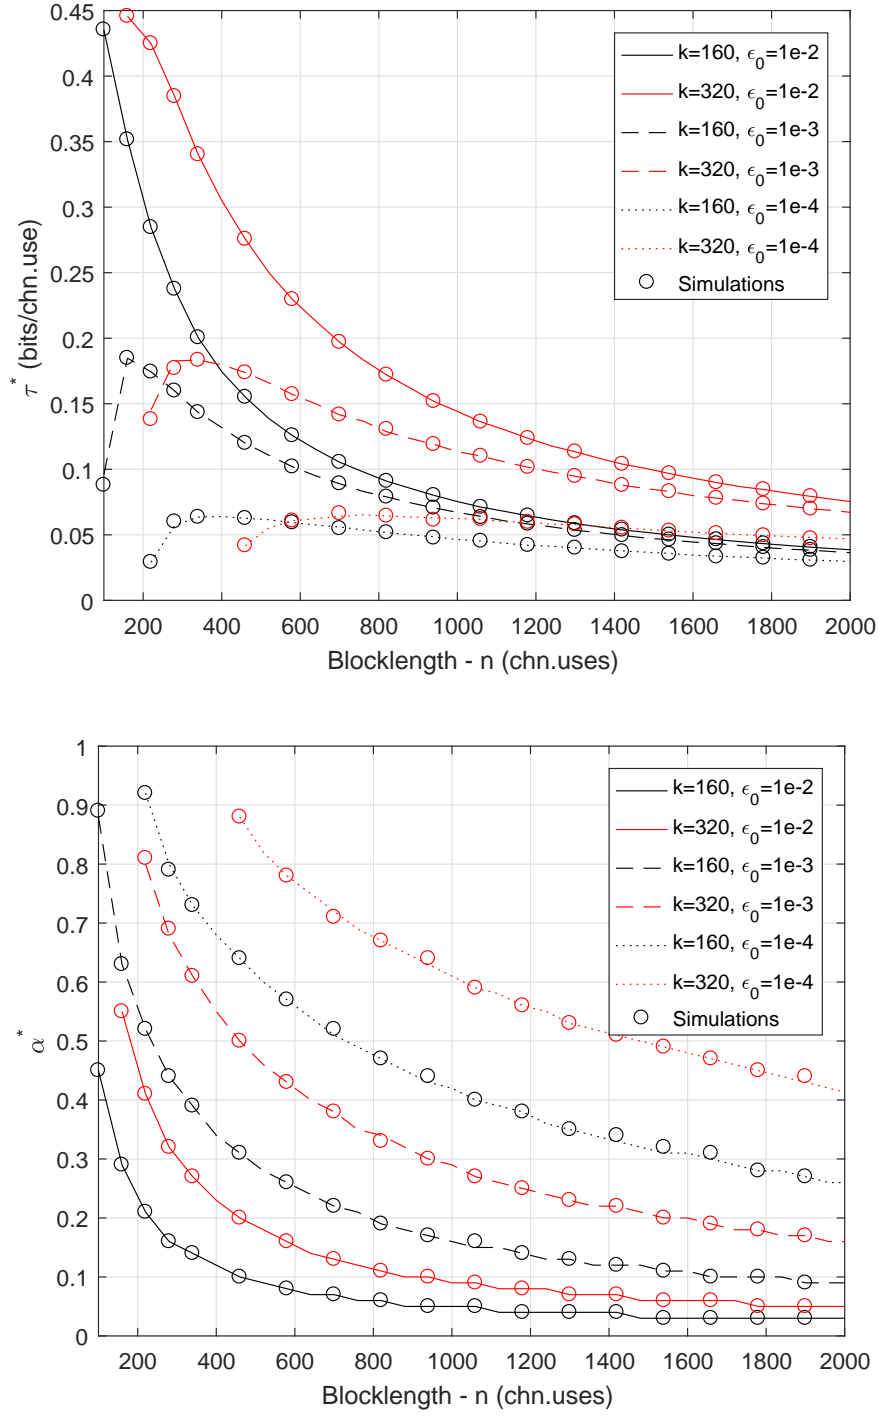 0.45
0.4
0.35
0.3
0.25
0.2
0.15
0.1
0.05
0
τ* (bits/chn.use)
k=160, ϵ0=1e-2
k=320, ϵ0=1e-2
k=160, ϵ0=1e-3
k=320, ϵ0=1e-3
k=160, ϵ0=1e-4
k=320, ϵ0=1e-4
Simulations
200 400 600 800 1000 1200 1400 1600 1800 2000
Blocklength - n (chn.uses)
1
0.9
0.8
0.7
0.6
0.5
0.4
0.3
0.2
0.1
0
α*
k=160, ϵ0=1e-2
k=320, ϵ0=1e-2
k=160, ϵ0=1e-3
k=320, ϵ0=1e-3
k=160, ϵ0=1e-4
k=320, ϵ0=1e-4
Simulations
200 400 600 800 1000 1200 1400 1600 1800 2000
Blocklength - n (chn.uses)